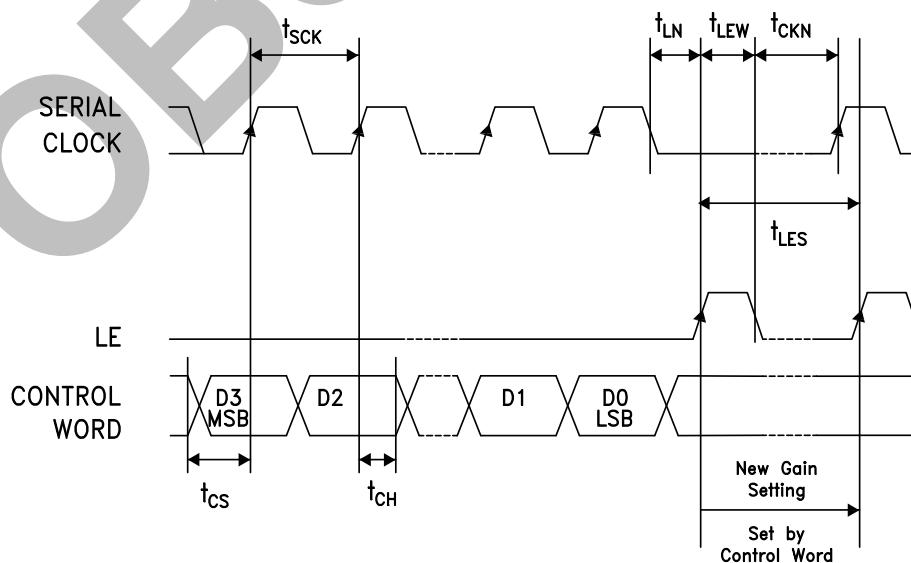 OB
tSCK
tLN
tLEW
tCKN
SERIAL
CLOCK
tLES
LE
CONTROL
WORD
D3
MSB
D2
D1
D0
LSB
tCS
tCH
New Gain
Setting
Set by
Control Word